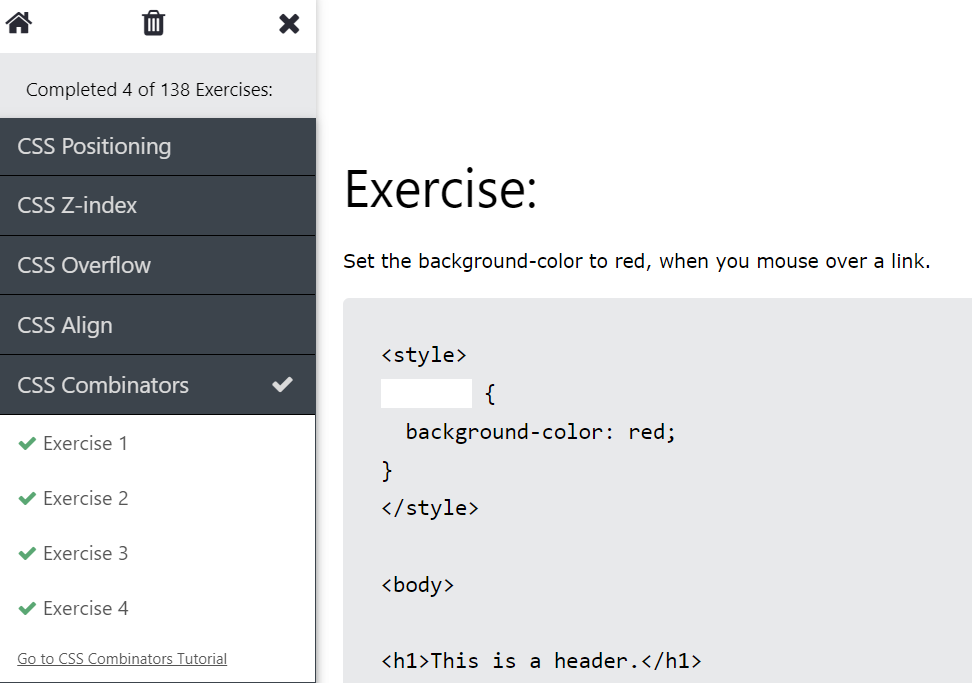 Completed 4 of 138 Exercises:
CSS Positioning
CSS Z-index
CSS Overflow
CSS Align
CSS Combinators
Exercise 1
Exercise 2
Exercise 3
Exercise 4
Go to CSS Combinators Tutorial
Exercise:
Set the background-color to red, when you mouse over a link.
<style>
{
background-color: red;
}
</style>
<body>
<h1>This is a header.</h1>